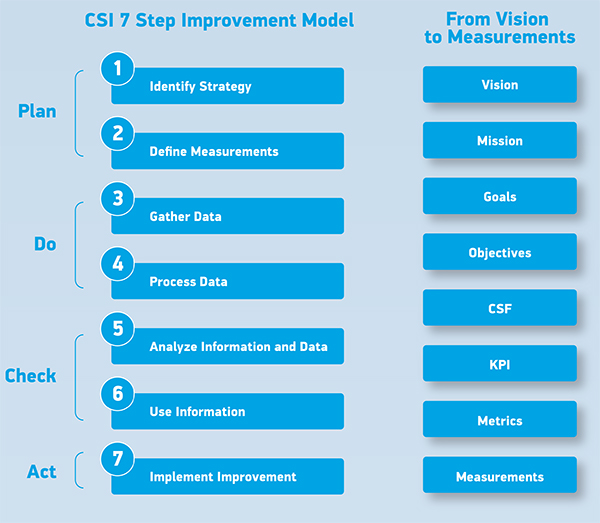 CSI 7 Step Improvement Model
Plan
1
Identify Strategy
2
Define Measurements
Do
3
Gather Data
4
Process Data
Check
5
Analyze Information and Data
6
Use Information
Act
7
Implement Improvement
From Vision
to Measurements
Vision
Mission
Goals
Objectives
CSF
KPI
Metrics
Measurements